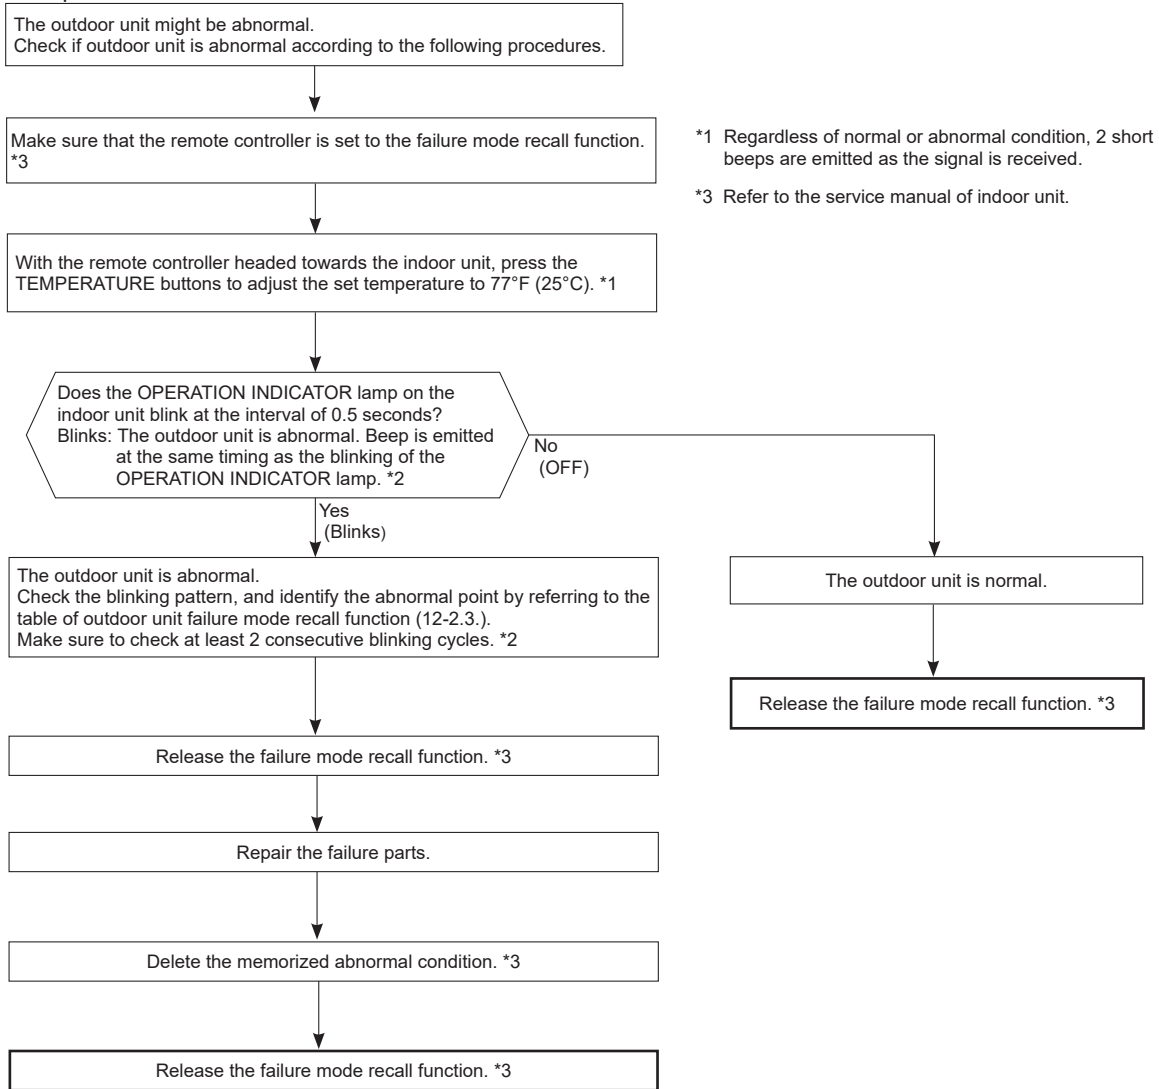 The outdoor unit might be abnormal.
Check if outdoor unit is abnormal according to the following procedures.
Make sure that the remote controller is set to the failure mode recall function.
*3
*1 Regardless of normal or abnormal condition, 2 short
beeps are emitted as the signal is received.
*3 Refer to the service manual of indoor unit.
With the remote controller headed towards the indoor unit, press the
TEMPERATURE buttons to adjust the set temperature to 77°F (25°C). *1
Does the OPERATION INDICATOR lamp on the
indoor unit blink at the interval of 0.5 seconds?
Blinks: The outdoor unit is abnormal. Beep is emitted
at the same timing as the blinking of the
OPERATION INDICATOR lamp. *2
No
(OFF)
Yes
(Blinks)
The outdoor unit is abnormal.
Check the blinking pattern, and identify the abnormal point by referring to the
table of outdoor unit failure mode recall function (12-2.3.).
Make sure to check at least 2 consecutive blinking cycles. *2
The outdoor unit is normal.
Release the failure mode recall function. *3
Release the failure mode recall function. *3
Repair the failure parts.
Delete the memorized abnormal condition. *3
Release the failure mode recall function. *3